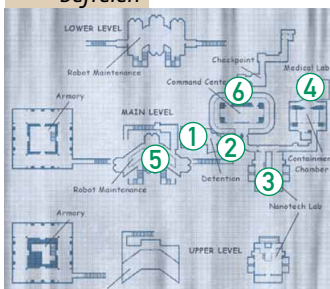 Befreien
LOWER LEVEL
Robot Maintenance
Checkpoint
Command Center
Medical Lab
Armory
6
4
MAIN LEVEL
1
2
5
Containment
Chamber
Detention
3
Robot Maintenance
Nanotech Lab
Armory
UPPER LEVEL